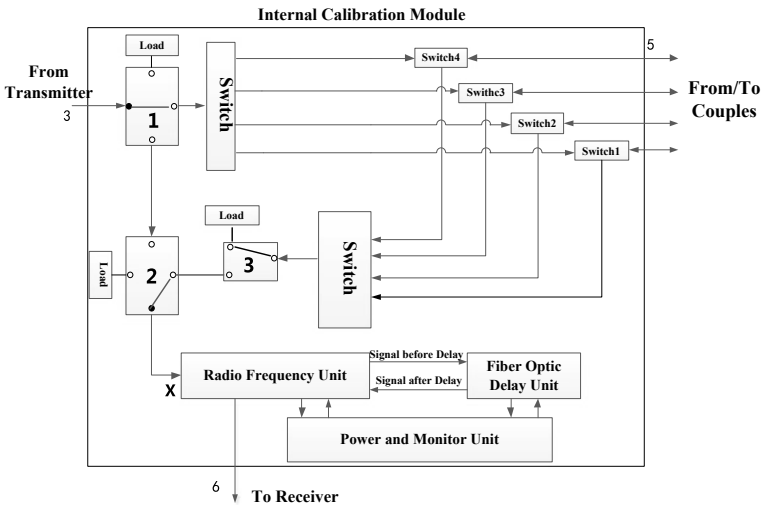 Internal Calibration Module
Load
Switch
Switch4
5
From
Transmitter
3
1
Swithc3
From/To
Couples
Switch2
Switch1
Load
Switch
Load
2
3
Signal before Delay
Radio Frequency Unit
Fiber Optic
Delay Unit
Signal after Delay
X
Power and Monitor Unit
6
To Receiver